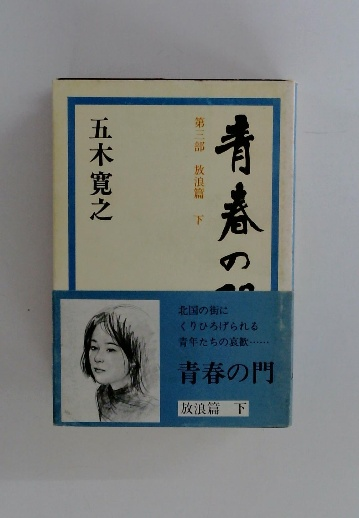 青春の門
第三部 放浪篇 下
五木寛之
北国の街に
くりひろげられる
青年たちの哀歓……
青春の門
放浪篇 下